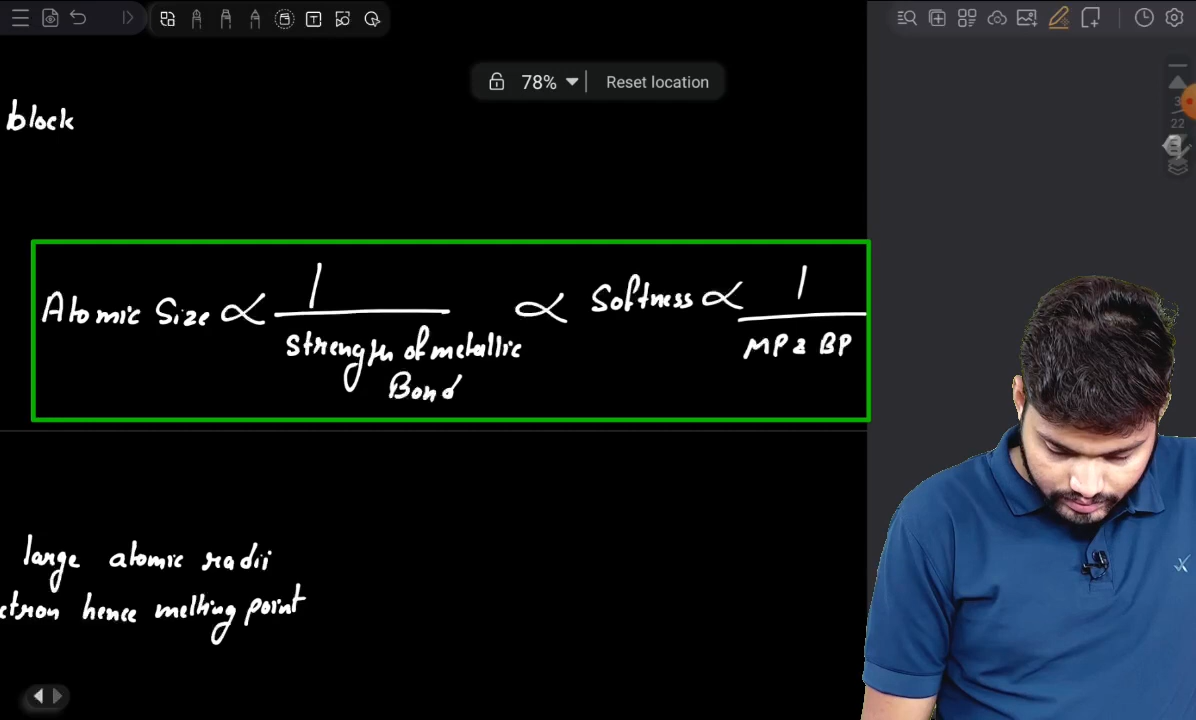 78% Reset location
block
Atomic Size ∝ 1 / Strength of metallic Bond ∝ Softness ∝ 1 / MP & BP
large atomic radii
ctron hence melting point
22